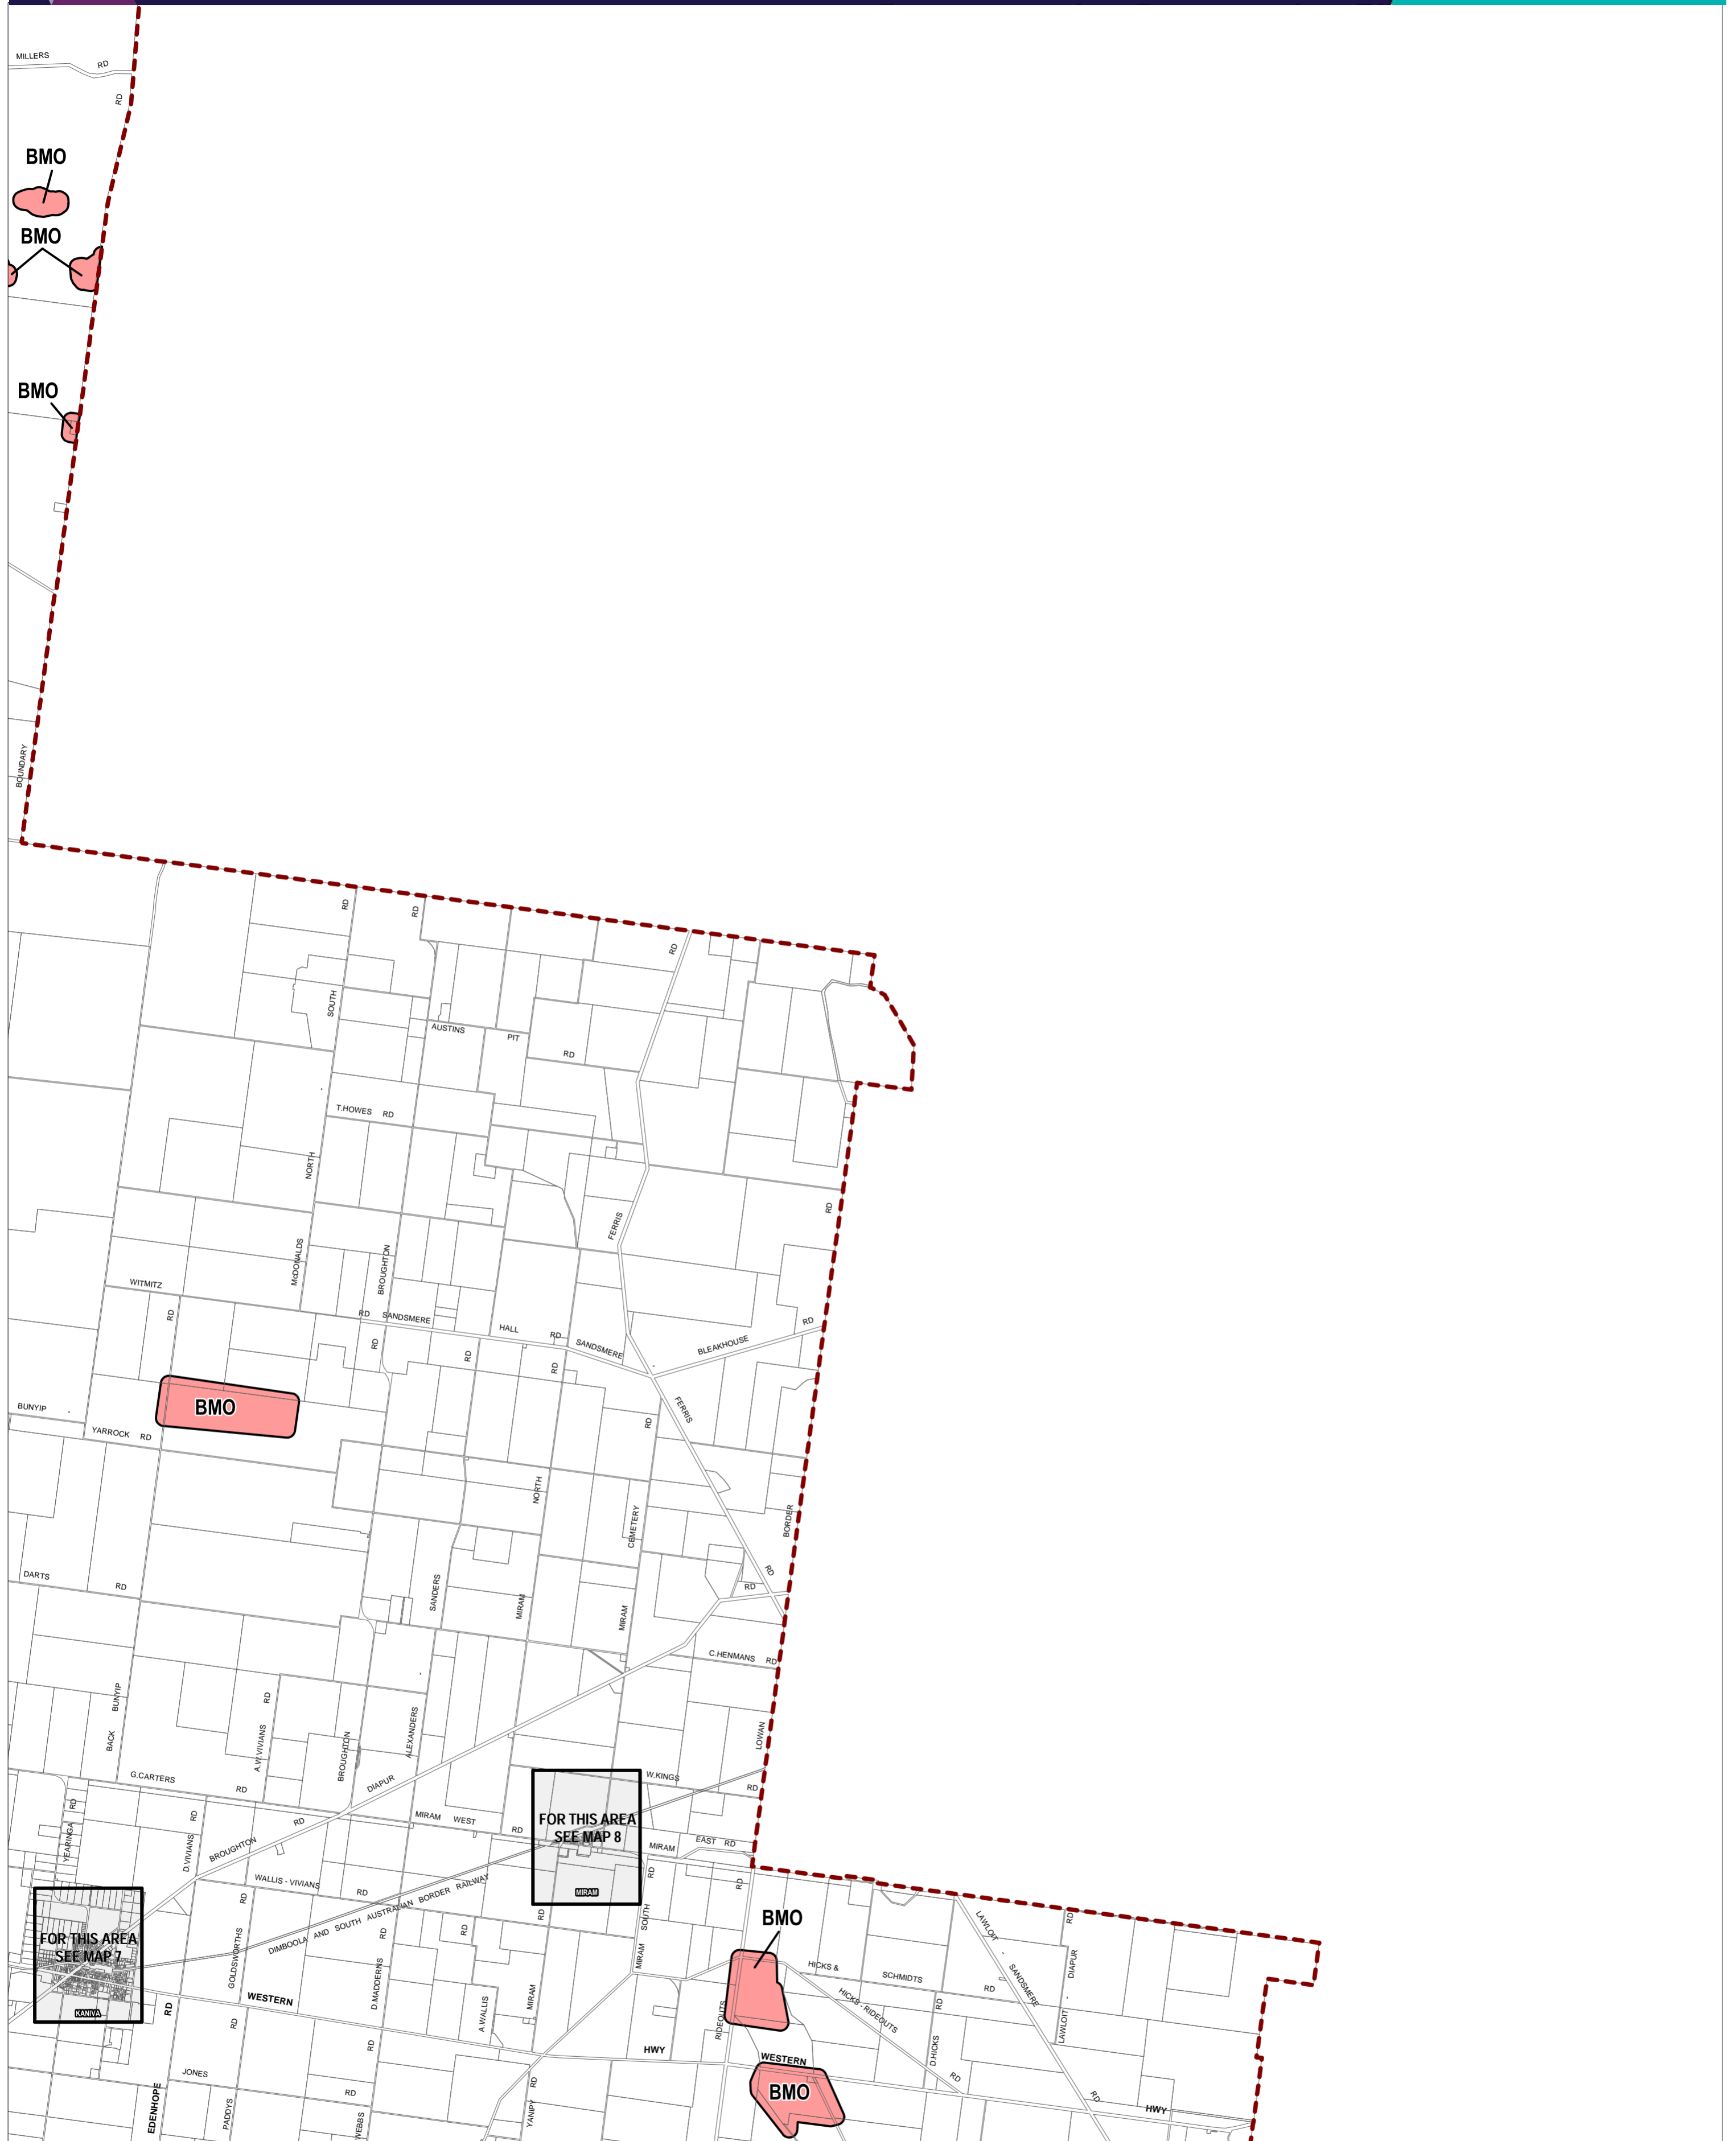 MILLERS
RD
RD
BMO
BMO
BMO
BOUNDARY
RD
RD
RD
SOUTH
AUSTINS
PIT
RD
T.HOWES RD
NORTH
RD
FERRIS
McDONALDS
BROUGHTON
WITMITZ
RD
RD
SANDSMERE
HALL
RD
SANDSMERE
BLEAKHOUSE
RD
RD
RD
RD
BMO
BUNYIP
YARROCK RD
FERRIS
RD
NORTH
CEMETERY
BORDER
DARTS
RD
SANDERS
MIRAM
MIRAM
RD
RD
C.HENMANS RD
BUNYIP
BACK
RD
A.W.VIVIANS
BROUGHTON
ALEXANDERS
LOWAN
G.CARTERS
RD
DIAPUR
W.KINGS
RD
RD
YEARINGA
RD
D.VIVIANS
BROUGHTON
RD
MIRAM WEST
RD
FOR THIS AREA
SEE MAP 8
MIRAM
MIRAM
EAST RD
RD
RD
WALLIS - VIVIANS
RD
DIMBOOLA AND SOUTH AUSTRALIAN BORDER RAILWAY
RD
GOLDSWORTHS
RD
RD
RD
SOUTH
MIRAM
FOR THIS AREA
SEE MAP 7
KANIVA
BMO
LAWLOIT
-
SANDSMERE
RD
DIAPUR
-
LAWLOIT
HICKS &
SCHMIDTS
RD
HICKS - RIDEOUTS
RD
RIDEOUTS
D.MADDERNS
A.WALLIS
MIRAM
D.HICKS
RD
WESTERN
RD
RD
HWY
WESTERN
BMO
RD
RD
HWY
JONES
RD
EDENHOPE
PADDYS
WEBBS
YANIPY
RD